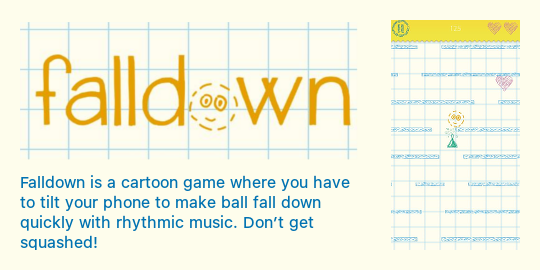 falldown
Falldown is a cartoon game where you have
to tilt your phone to make ball fall down
quickly with rhythmic music. Don't get
squashed!